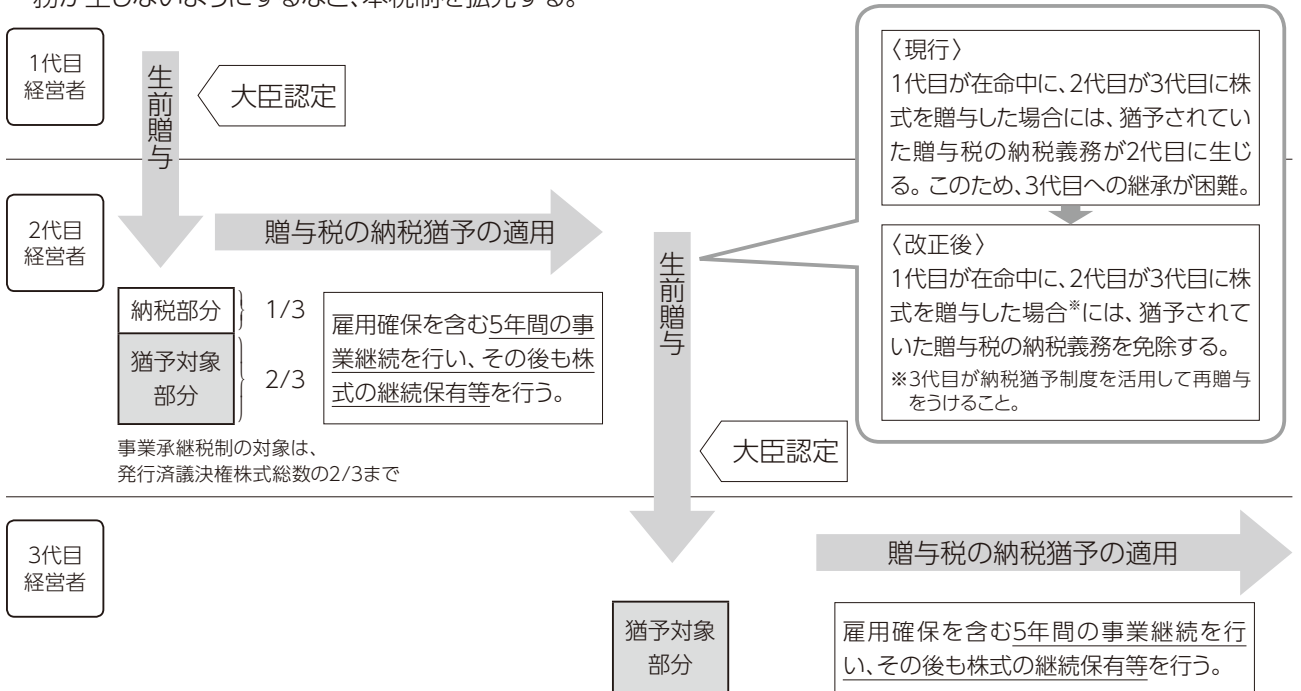 務が生じないようにするなど、本税制を拡充する。
1代目
経営者
生前贈与
大臣認定
〈現行〉
1代目が在命中に、2代目が3代目に株
式を贈与した場合には、猶予されてい
た贈与税の納税義務が2代目に生じ
る。このため、3代目への継承が困難。
〈改正後〉
1代目が在命中に、2代目が3代目に株
式を贈与した場合※には、猶予されて
いた贈与税の納税義務を免除する。
※3代目が納税猶予制度を活用して再贈与
をうけること。
2代目
経営者
贈与税の納税猶予の適用
納税部分
1/3
猶予対象
部分
2/3
雇用確保を含む5年間の事
業継続を行い、その後も株
式の継続保有等を行う。
事業承継税制の対象は、
発行済議決権株式総数の2/3まで
生前贈与
大臣認定
3代目
経営者
贈与税の納税猶予の適用
猶予対象
部分
雇用確保を含む5年間の事業継続を行
い、その後も株式の継続保有等を行う。